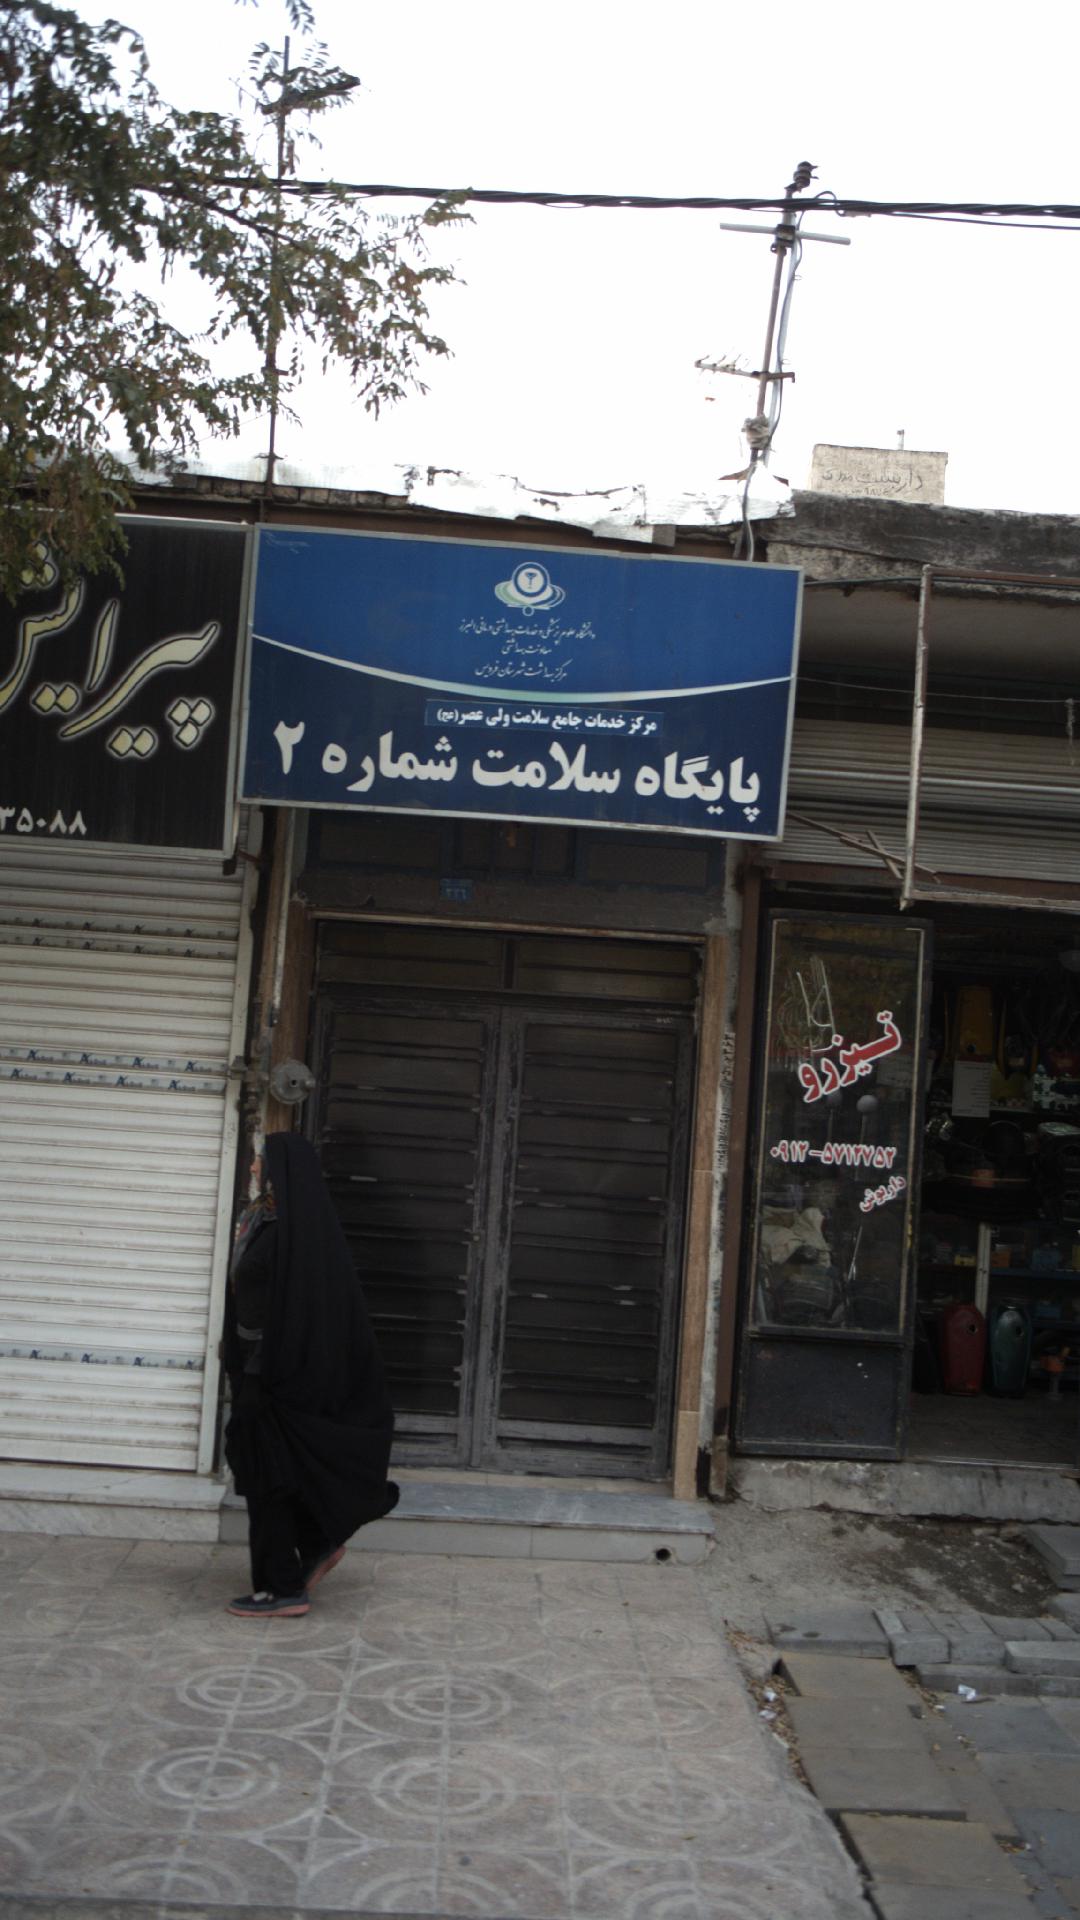 دانشگاه علوم پزشکی و خدمات بهداشتی درمانی البرز
معاونت بهداشتی
مرکز بهداشت شهرستان فردیس
مرکز خدمات جامع سلامت ولی عصر (عج)
پایگاه سلامت شماره ۲
پیرایش
۳۵۰۸۸
تیزرو
۰۹۱۲-۵۷۱۲۷۵۲
داریوش